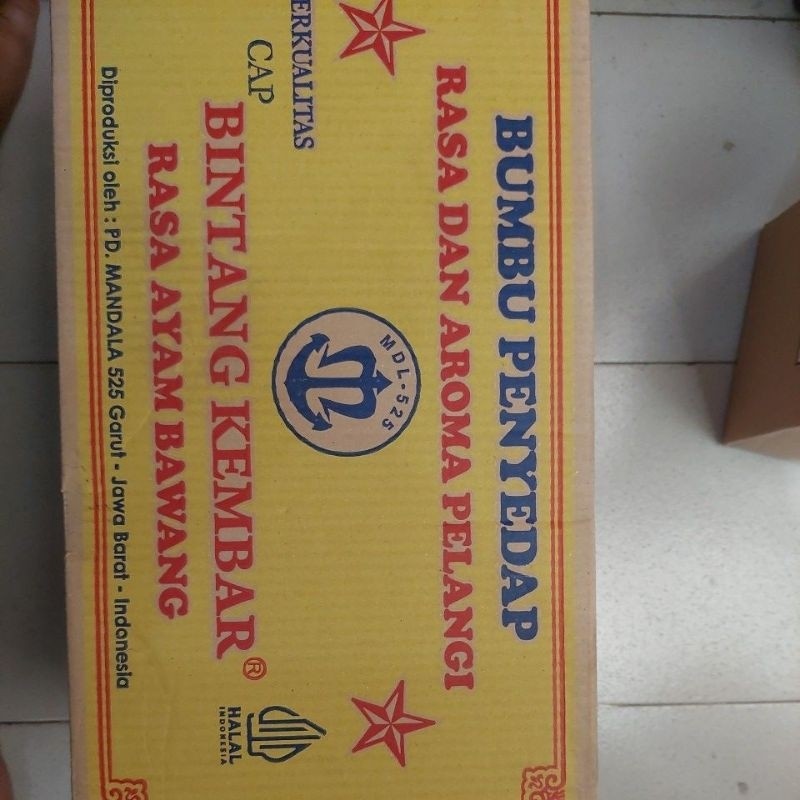 BUMBU PENYEDAP
RASA DAN AROMA PELANGI
MDL-525
ERKUALITAS
CAP
BINTANG KEMBAR®
RASA AYAM BAWANG
HALAL
INDONESIA
Diproduksi oleh : PD. MANDALA 525 Garut - Jawa Barat - Indonesia